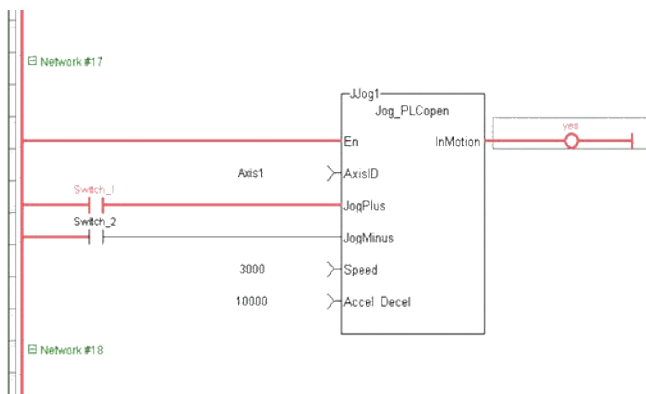 Network #17
JJog1
Jog_PLCopen
yes
En InMotion
Axis1 AxisID
Switch_1
JogPlus
Switch_2
JogMinus
3000 Speed
10000 Accel_Decel
Network #18